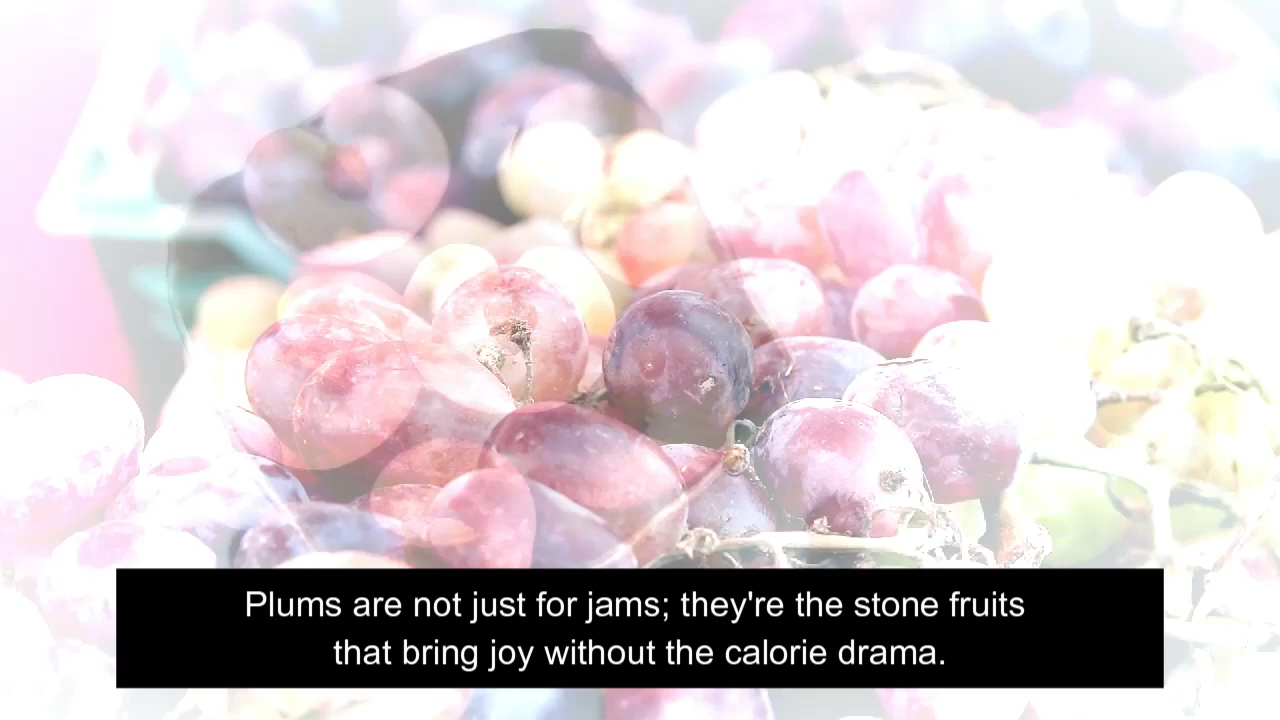 Plums are not just for jams; they're the stone fruits
that bring joy without the calorie drama.